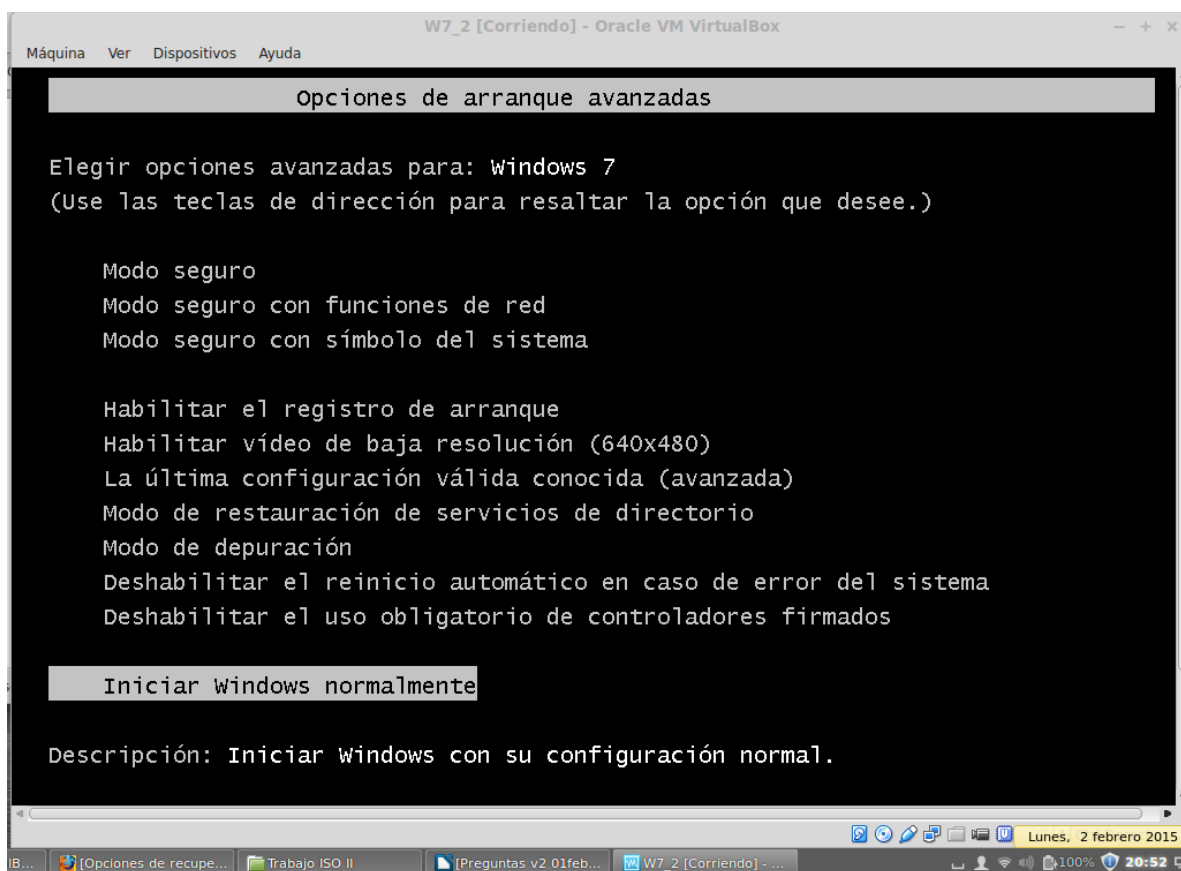 W7_2 [Corriendo] - Oracle VM VirtualBox
Máquina Ver Dispositivos Ayuda
Opciones de arranque avanzadas
Elegir opciones avanzadas para: Windows 7
(Use las teclas de dirección para resaltar la opción que desee.)
Modo seguro
Modo seguro con funciones de red
Modo seguro con símbolo del sistema
Habilitar el registro de arranque
Habilitar vídeo de baja resolución (640x480)
La última configuración válida conocida (avanzada)
Modo de restauración de servicios de directorio
Modo de depuración
Deshabilitar el reinicio automático en caso de error del sistema
Deshabilitar el uso obligatorio de controladores firmados
Iniciar Windows normalmente
Descripción: Iniciar Windows con su configuración normal.
Lunes, 2 febrero 2015
IB... [Opciones de recupe... Trabajo ISO II [Preguntas v2 01feb... W7_2 [Corriendo] - ... 100% 20:52